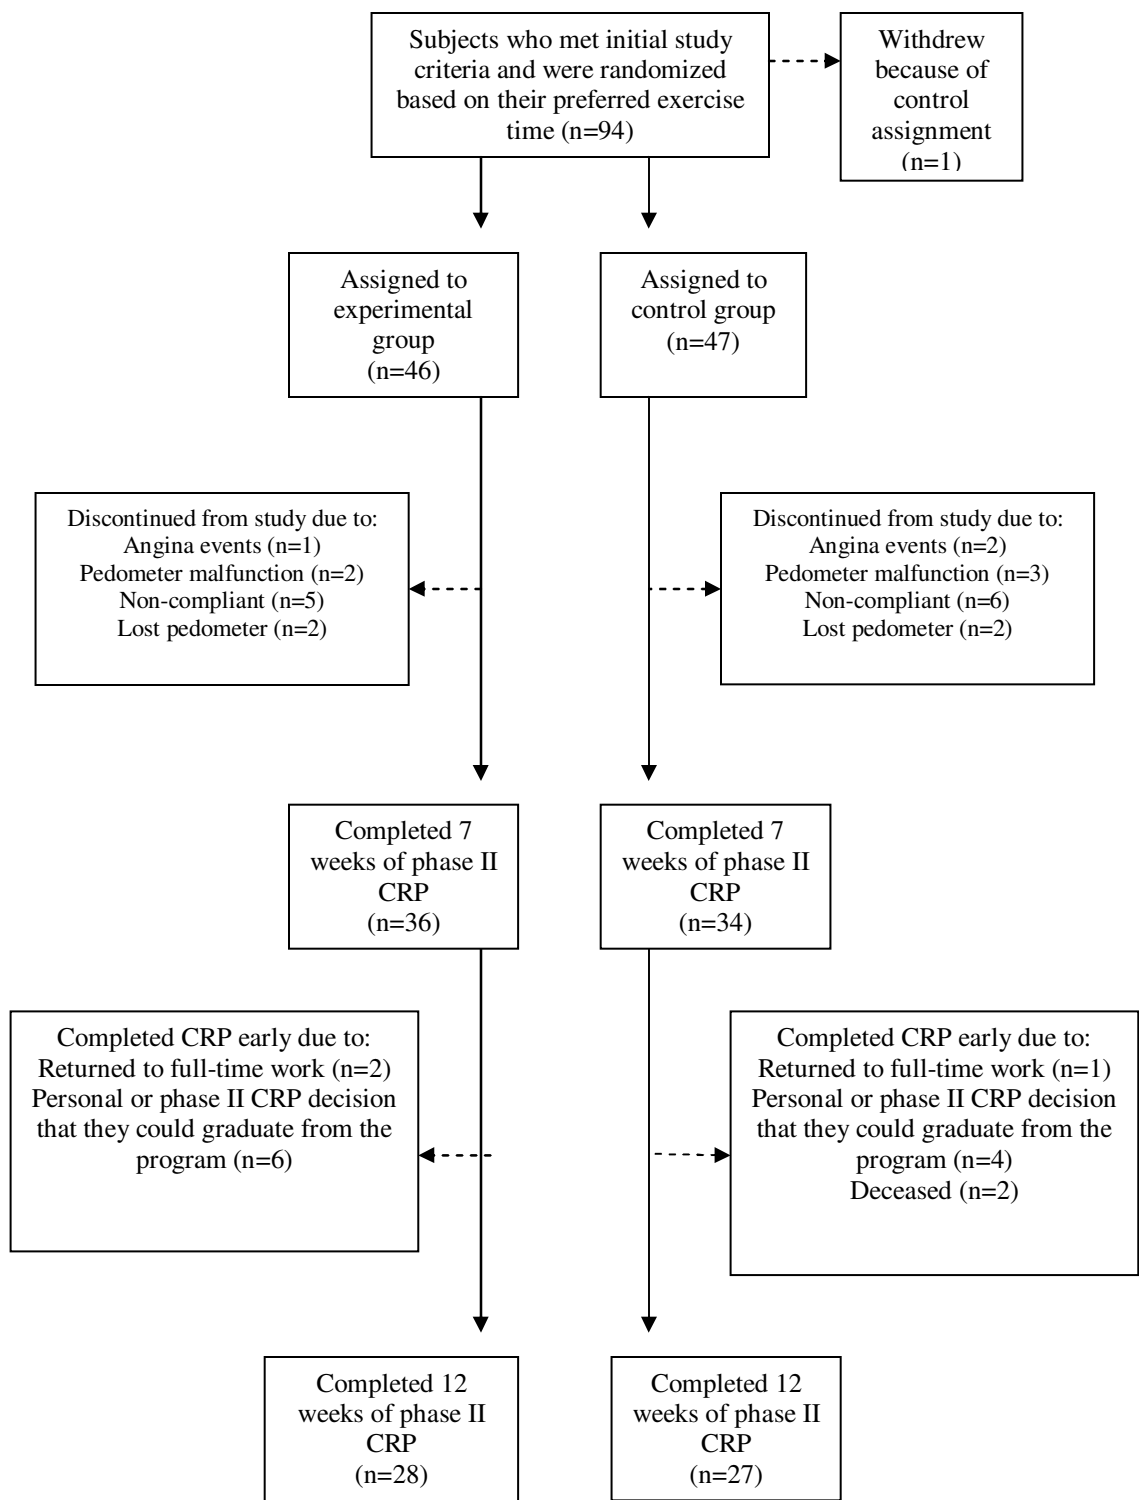 Subjects who met initial study
criteria and were randomized
based on their preferred exercise
time (n=94)
Withdrew
because of
control
assignment
(n=1)
Assigned to
experimental
group
(n=46)
Assigned to
control group
(n=47)
Discontinued from study due to:
Angina events (n=1)
Pedometer malfunction (n=2)
Non-compliant (n=5)
Lost pedometer (n=2)
Discontinued from study due to:
Angina events (n=2)
Pedometer malfunction (n=3)
Non-compliant (n=6)
Lost pedometer (n=2)
Completed 7
weeks of phase II
CRP
(n=36)
Completed 7
weeks of phase II
CRP
(n=34)
Completed CRP early due to:
Returned to full-time work (n=2)
Personal or phase II CRP decision
that they could graduate from the
program (n=6)
Completed CRP early due to:
Returned to full-time work (n=1)
Personal or phase II CRP decision
that they could graduate from the
program (n=4)
Deceased (n=2)
Completed 12
weeks of phase II
CRP
(n=28)
Completed 12
weeks of phase II
CRP
(n=27)